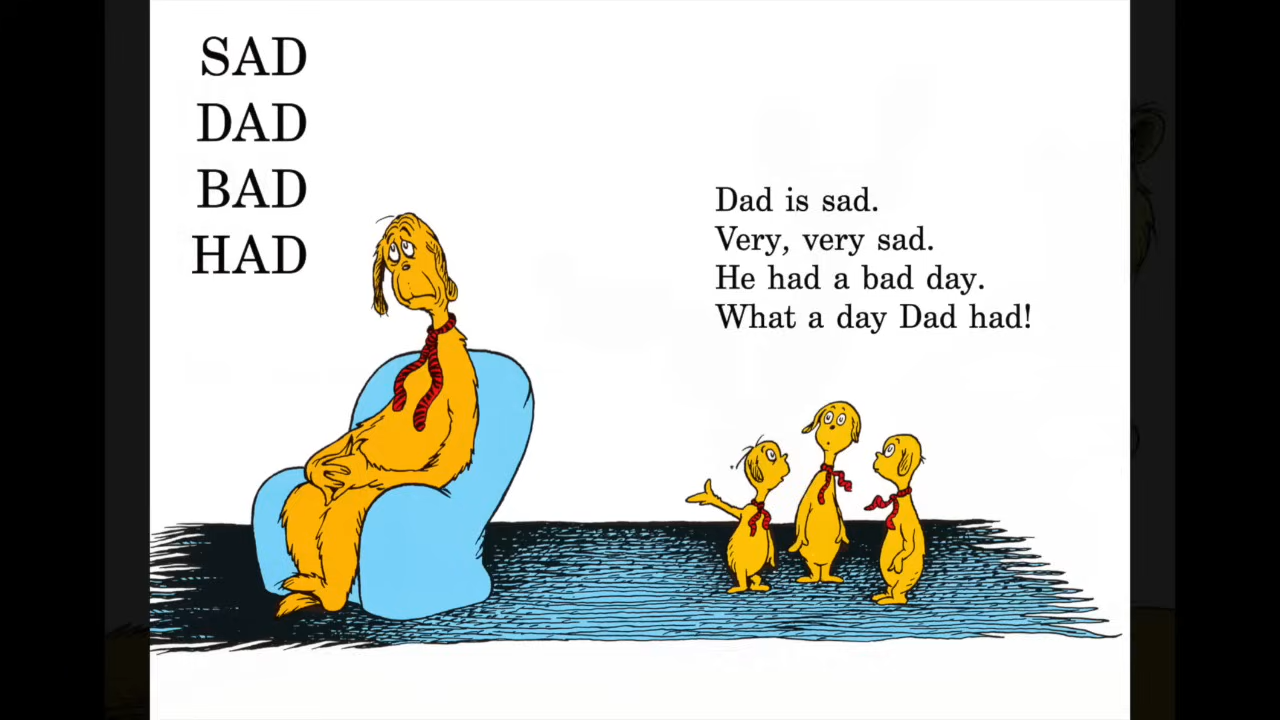 SAD
DAD
BAD
HAD
Dad is sad.
Very, very sad.
He had a bad day.
What a day Dad had!